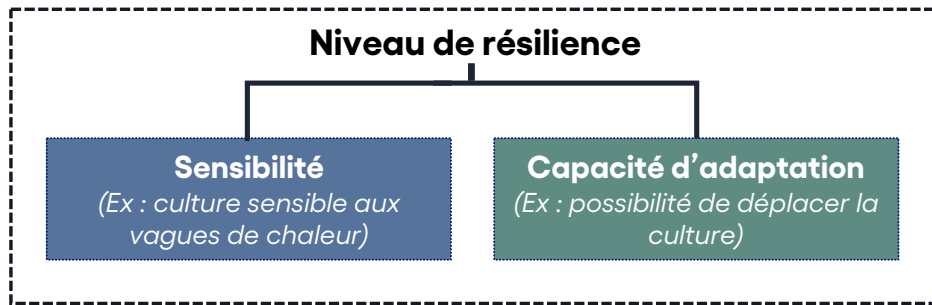 Niveau de résilience
Sensibilité
(Ex : culture sensible aux
vagues de chaleur)
Capacité d’adaptation
(Ex : possibilité de déplacer la
culture)